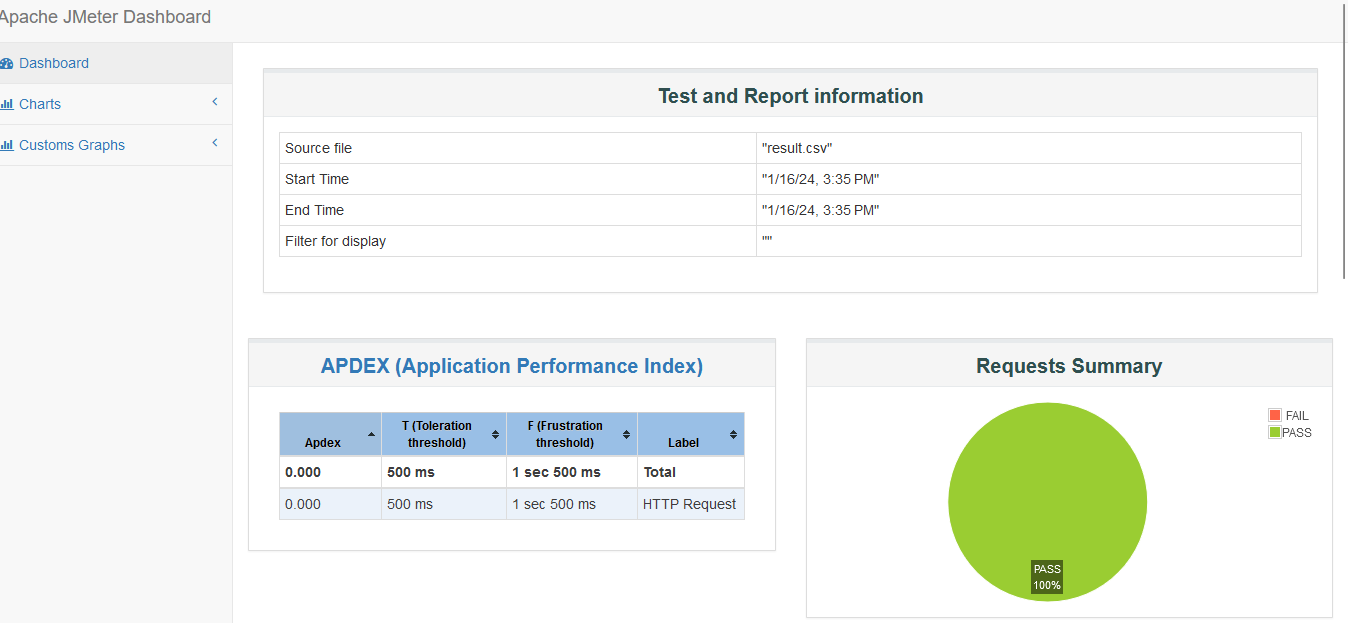 Apache JMeter Dashboard
Dashboard
Charts
Customs Graphs
Test and Report information
Source file "result.csv"
Start Time "1/16/24, 3:35 PM"
End Time "1/16/24, 3:35 PM"
Filter for display ""
APDEX (Application Performance Index)
Apdex T (Toleration threshold) F (Frustration threshold) Label
0.000 500 ms 1 sec 500 ms Total
0.000 500 ms 1 sec 500 ms HTTP Request
Requests Summary
FAIL
PASS
PASS
100%